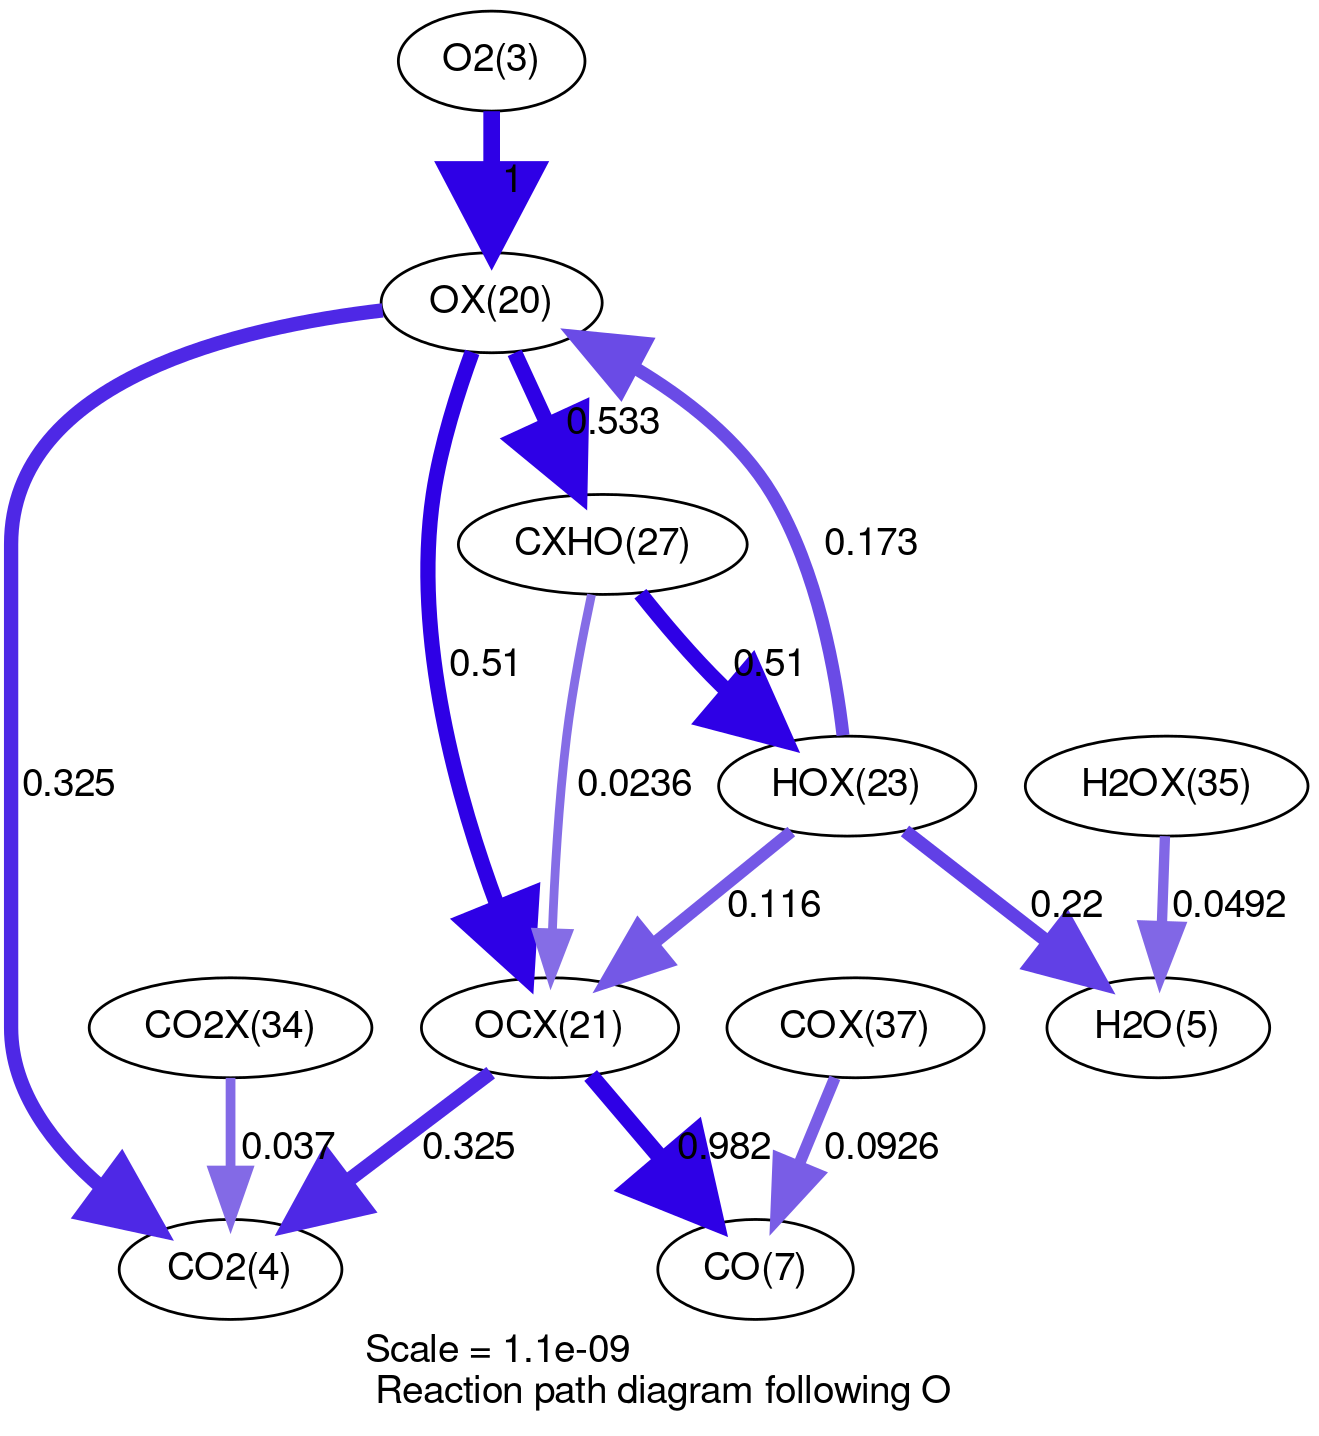 O2(3)
1
OX(20)
0.533
CXHO(27)
0.173
0.51
0.51
0.325
0.0236
HOX(23)
H2OX(35)
0.116
0.22
0.0492
CO2X(34)
OCX(21)
COX(37)
H2O(5)
0.037
0.325
0.982
0.0926
CO2(4)
CO(7)
Scale = 1.1e-09
Reaction path diagram following O